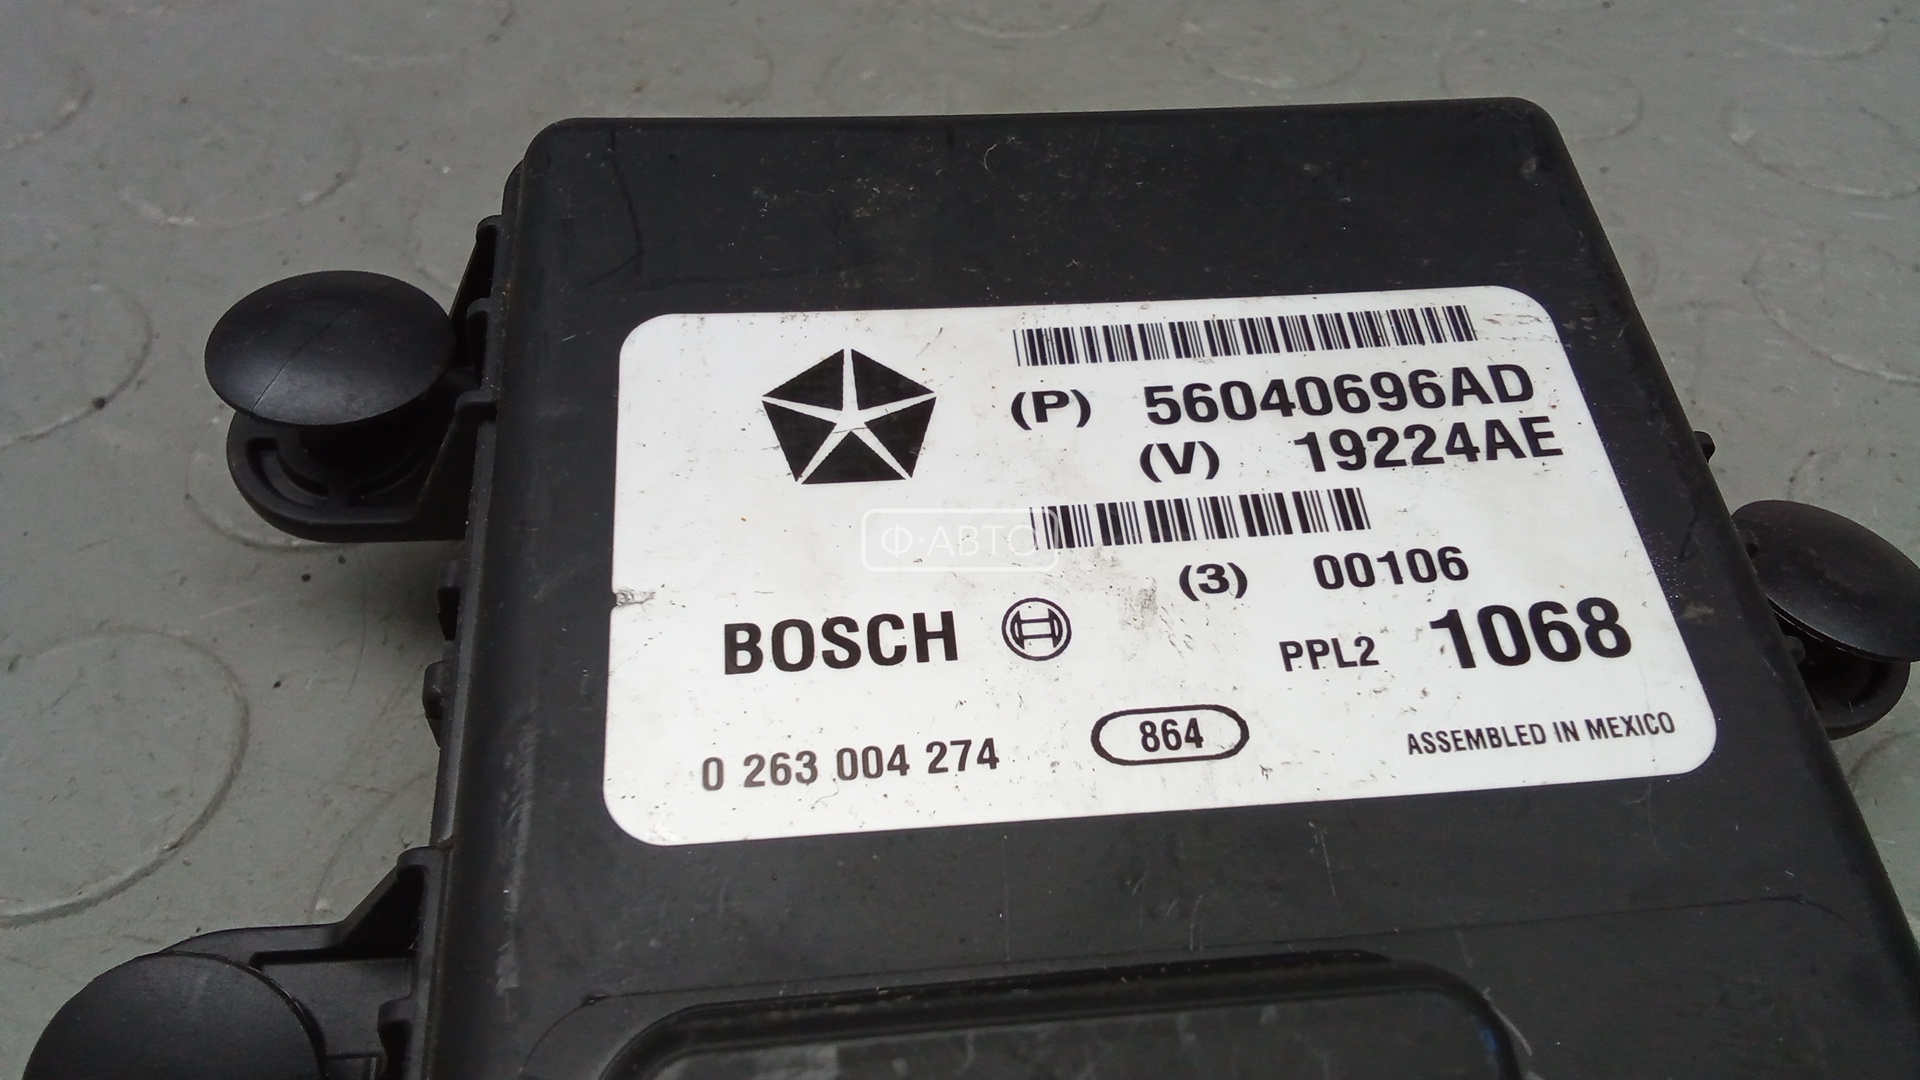 (P) 56040696AD
(V) 19224AE
Ф·АВТО
(3) 00106
BOSCH
PPL2 1068
0 263 004 274
864
ASSEMBLED IN MEXICO